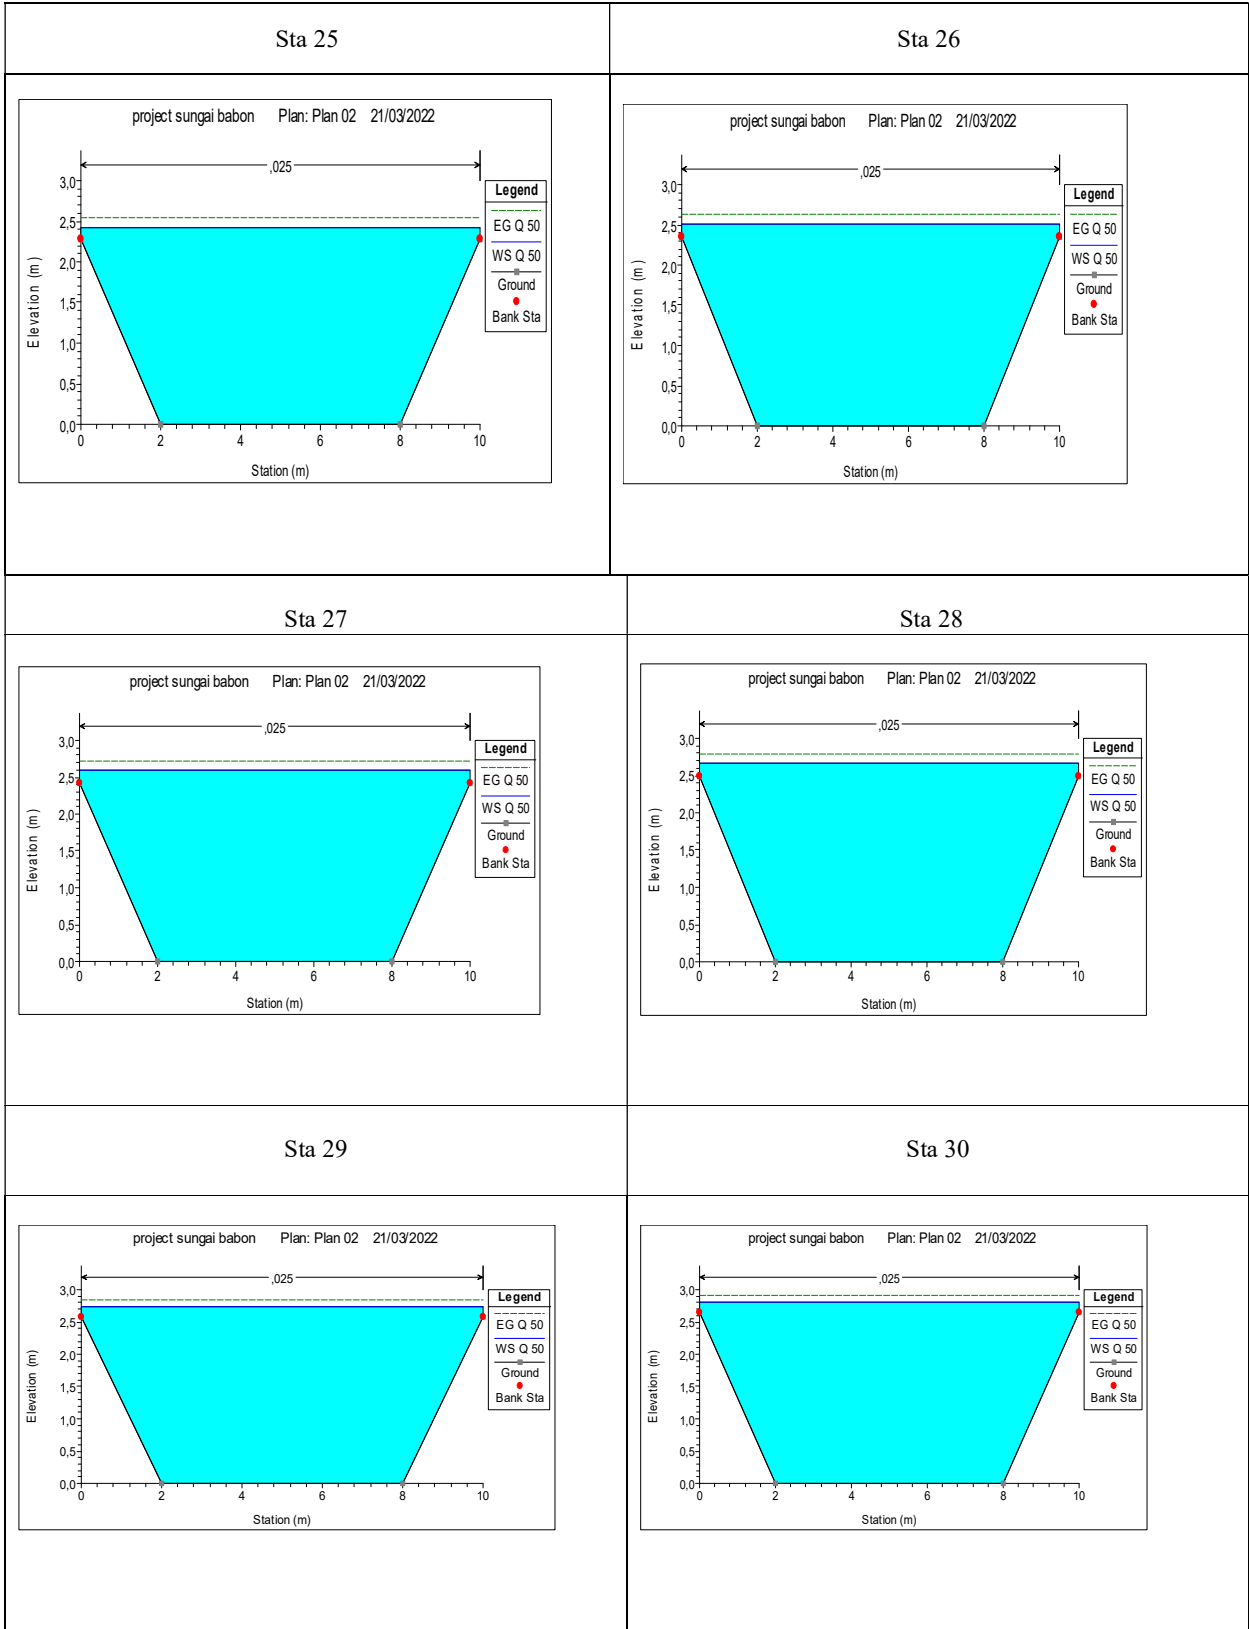 Sta 25
Sta 26
project sungai babon Plan: Plan 02 21/03/2022
,025
3,0
2,5
2,0
1,5
1,0
0,5
0,0
Elevation (m)
0 2 4 6 8 10
Station (m)
Legend
EG Q 50
WS Q 50
Ground
Bank Sta
project sungai babon Plan: Plan 02 21/03/2022
,025
3,0
2,5
2,0
1,5
1,0
0,5
0,0
Elevation (m)
0 2 4 6 8 10
Station (m)
Legend
EG Q 50
WS Q 50
Ground
Bank Sta
Sta 27
Sta 28
project sungai babon Plan: Plan 02 21/03/2022
,025
3,0
2,5
2,0
1,5
1,0
0,5
0,0
Elevation (m)
0 2 4 6 8 10
Station (m)
Legend
EG Q 50
WS Q 50
Ground
Bank Sta
project sungai babon Plan: Plan 02 21/03/2022
,025
3,0
2,5
2,0
1,5
1,0
0,5
0,0
Elevation (m)
0 2 4 6 8 10
Station (m)
Legend
EG Q 50
WS Q 50
Ground
Bank Sta
Sta 29
Sta 30
project sungai babon Plan: Plan 02 21/03/2022
,025
3,0
2,5
2,0
1,5
1,0
0,5
0,0
Elevation (m)
0 2 4 6 8 10
Station (m)
Legend
EG Q 50
WS Q 50
Ground
Bank Sta
project sungai babon Plan: Plan 02 21/03/2022
,025
3,0
2,5
2,0
1,5
1,0
0,5
0,0
Elevation (m)
0 2 4 6 8 10
Station (m)
Legend
EG Q 50
WS Q 50
Ground
Bank Sta